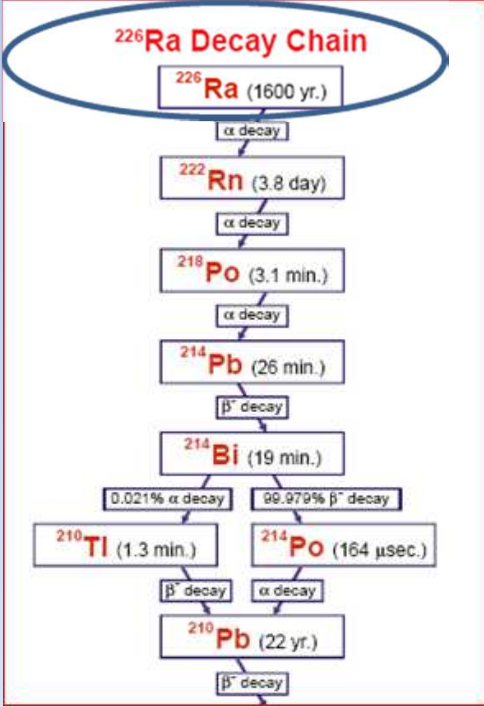 ²²⁶Ra Decay Chain
²²⁶Ra (1600 yr.)
α decay
²²²Rn (3.8 day)
α decay
²¹⁸Po (3.1 min.)
α decay
²¹⁴Pb (26 min.)
β⁻ decay
²¹⁴Bi (19 min.)
0.021% α decay 99.979% β⁻ decay
²¹⁰Tl (1.3 min.) ²¹⁴Po (164 μsec.)
β⁻ decay α decay
²¹⁰Pb (22 yr.)
β⁻ decay